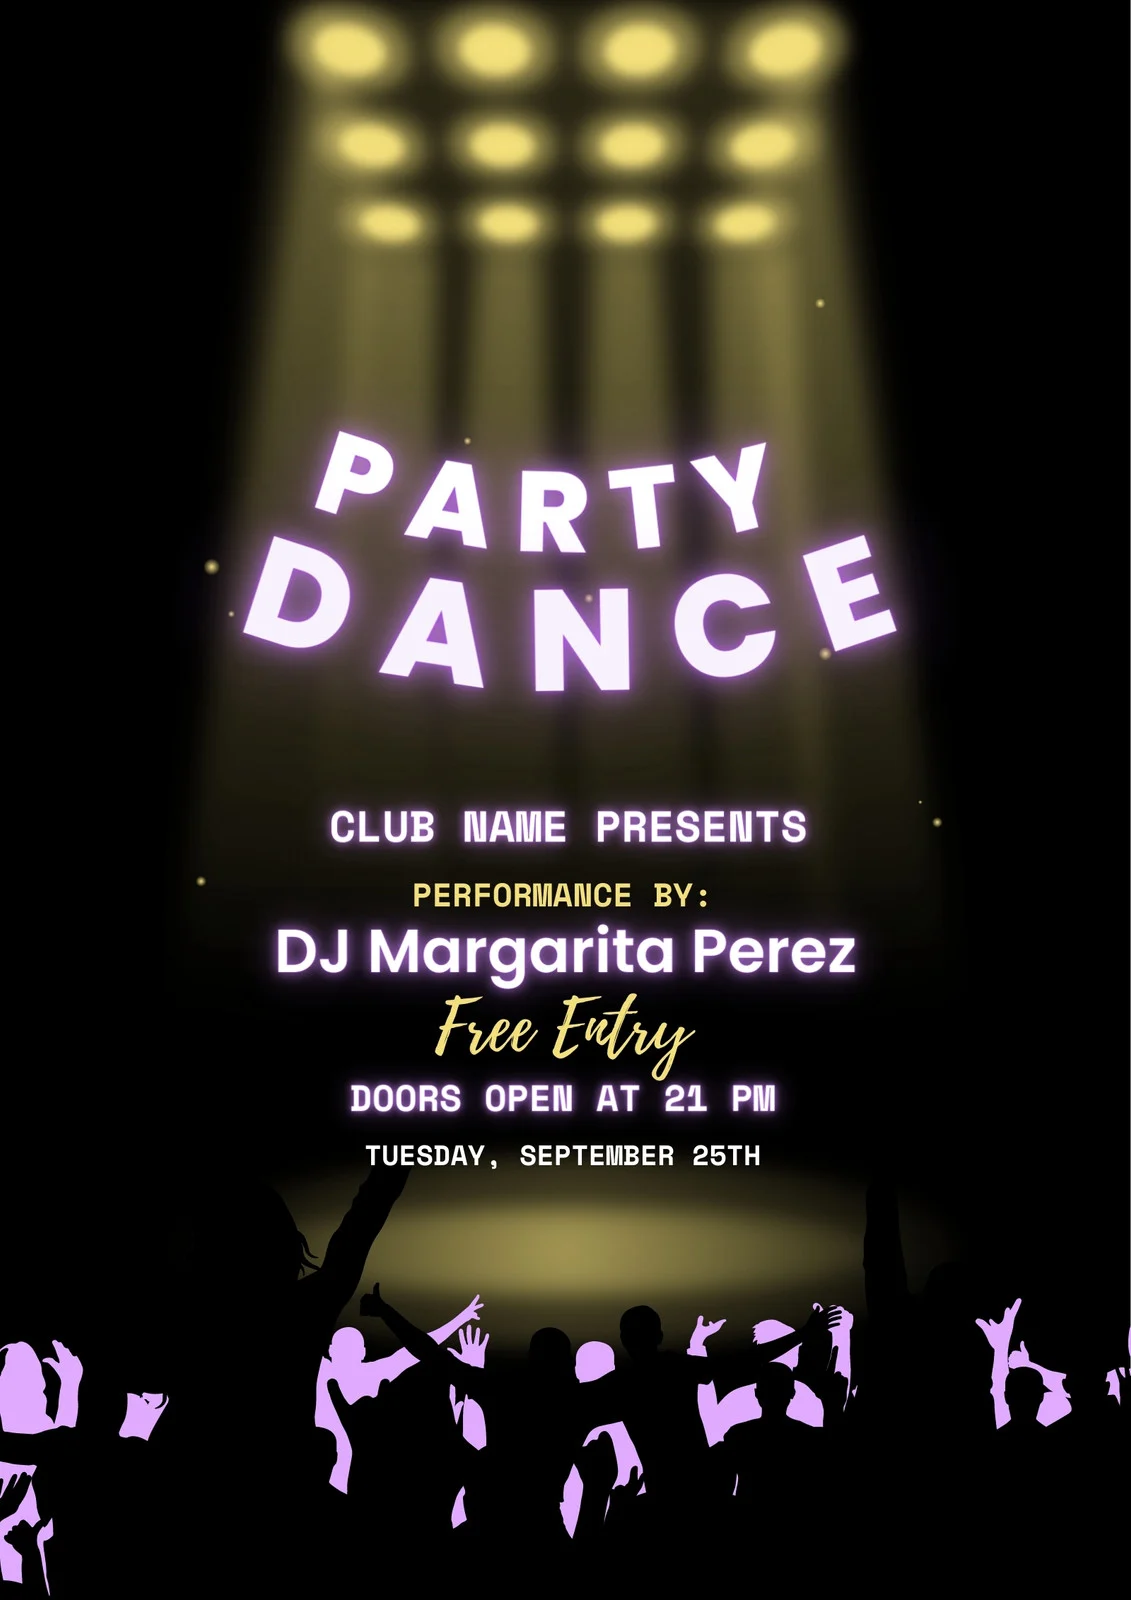 PARTY
DANCE
CLUB NAME PRESENTS
PERFORMANCE BY:
DJ Margarita Perez
Free Entry
DOORS OPEN AT 21 PM
TUESDAY, SEPTEMBER 25TH